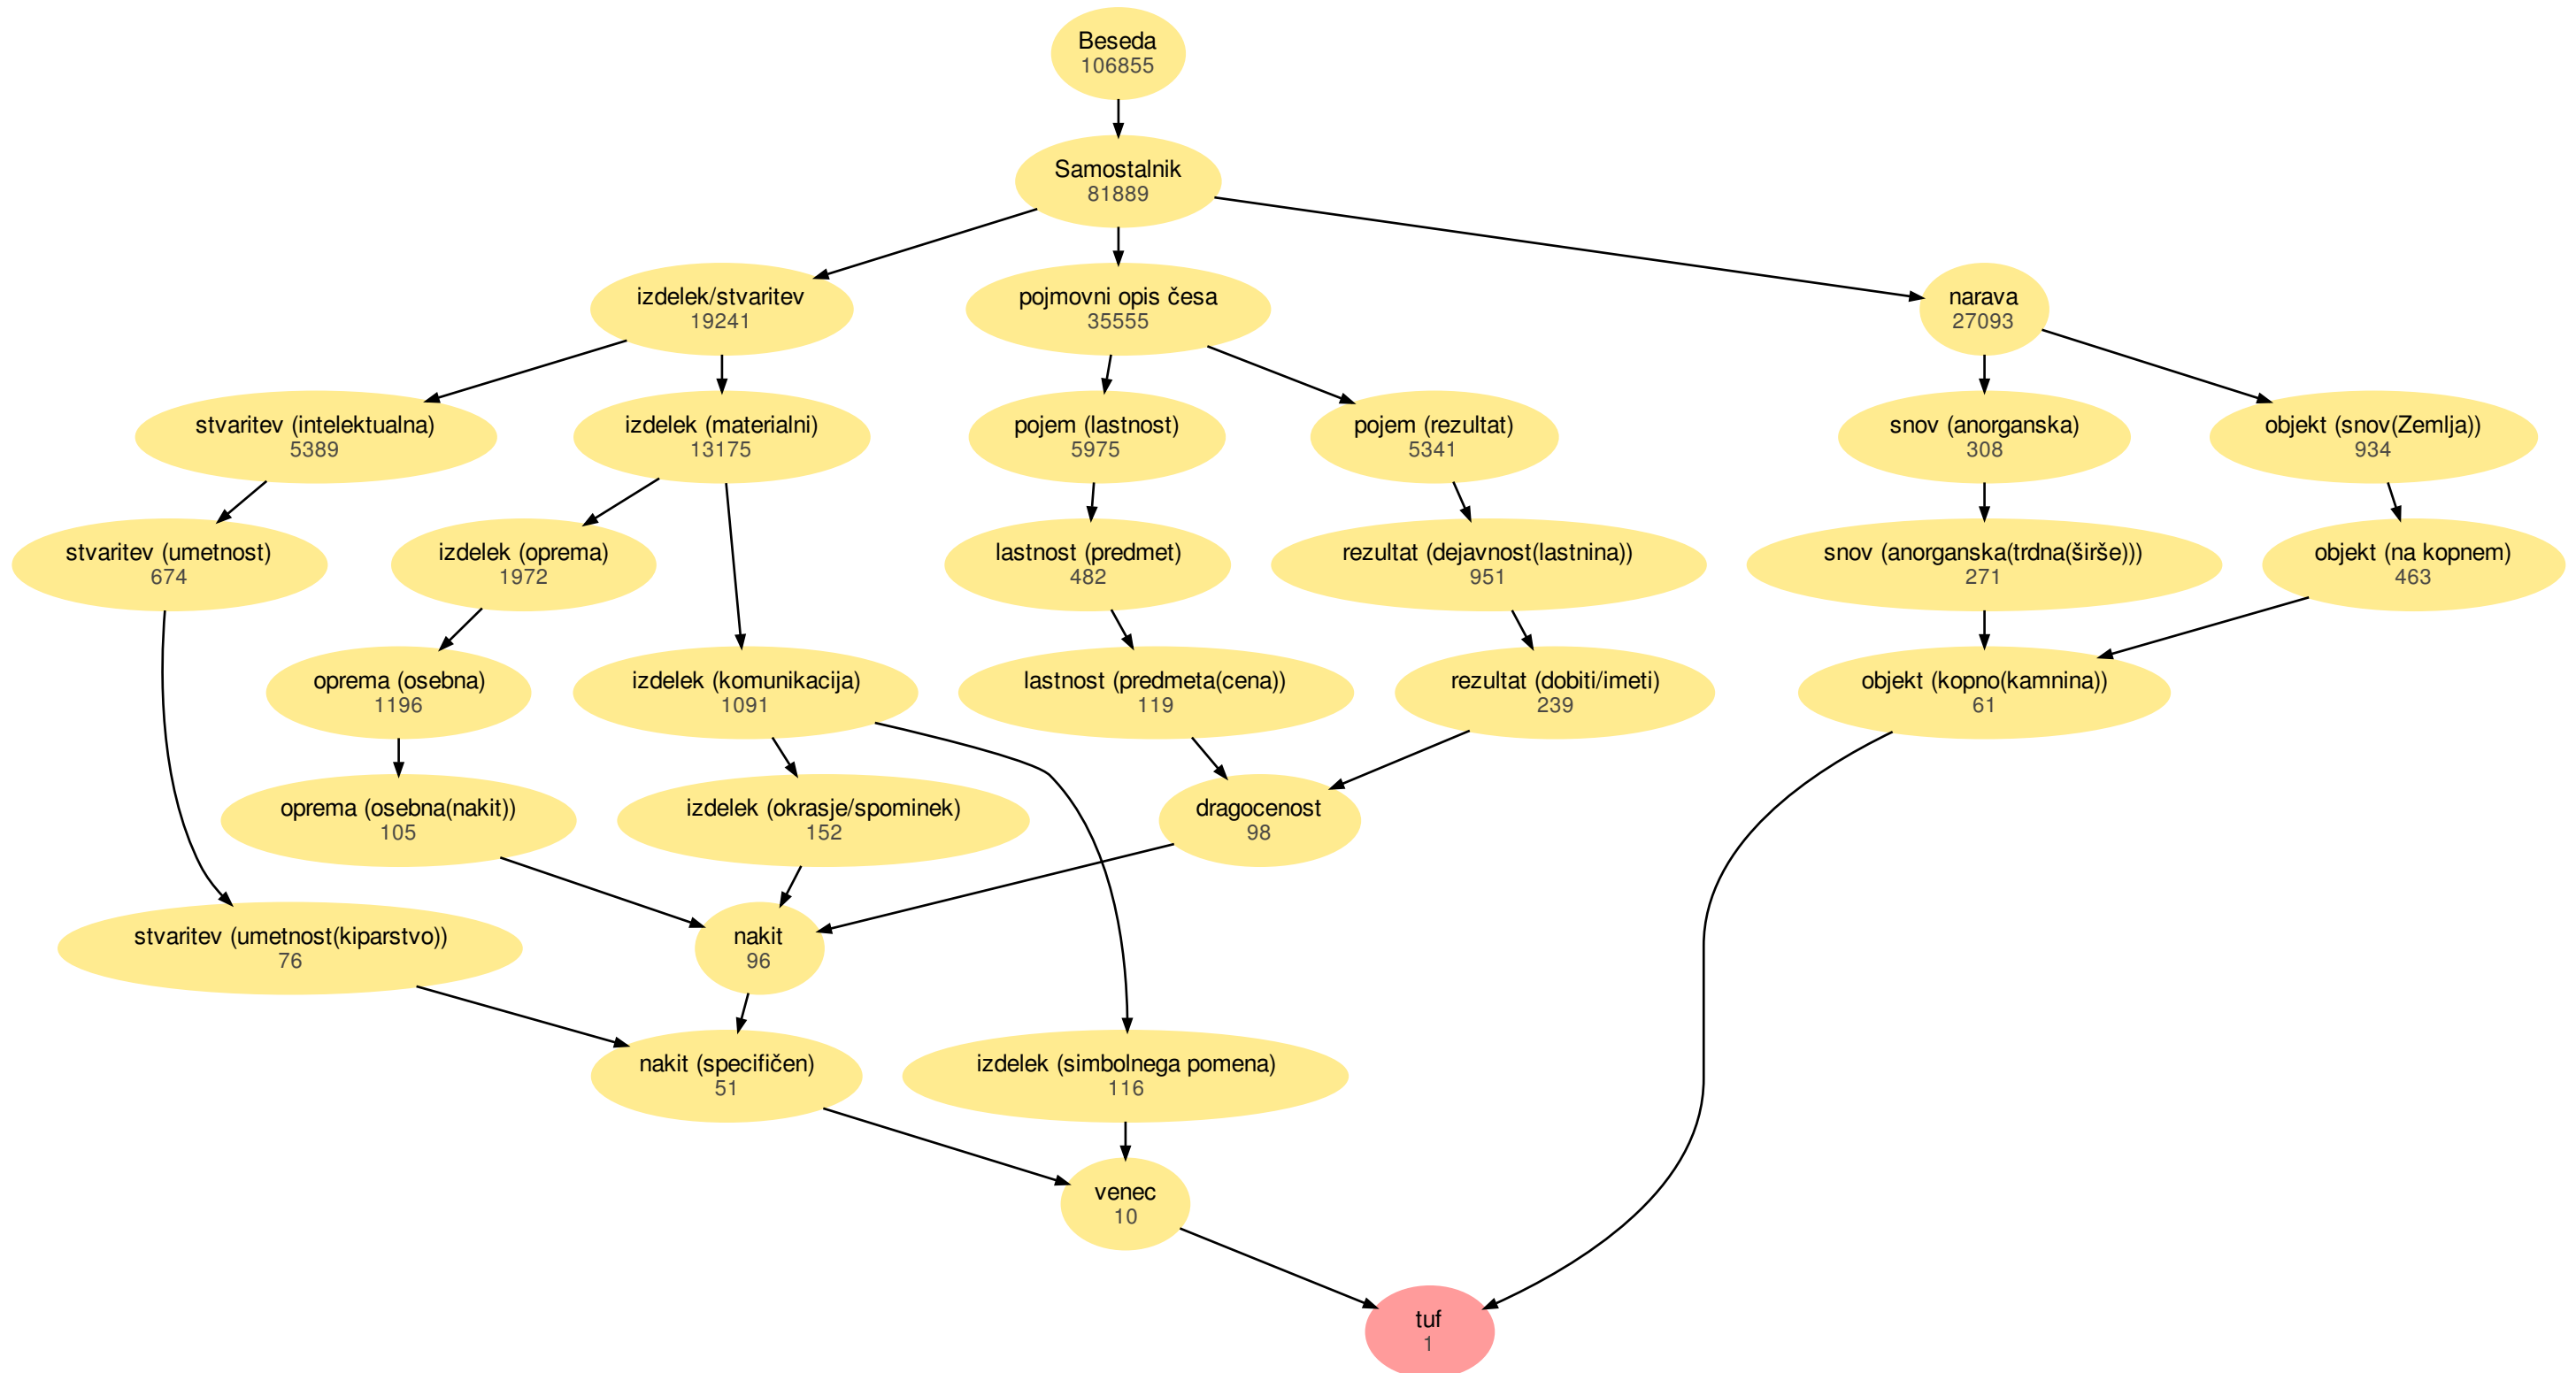 Beseda
106855
Samostalnik
81889
izdelek/stvaritev
19241
pojmovni opis česa
35555
narava
27093
stvaritev (intelektualna)
5389
izdelek (materialni)
13175
pojem (lastnost)
5975
pojem (rezultat)
5341
snov (anorganska)
308
objekt (snov(Zemlja))
934
stvaritev (umetnost)
674
izdelek (oprema)
1972
lastnost (predmet)
482
rezultat (dejavnost(lastnina))
951
snov (anorganska(trdna(širše)))
271
objekt (na kopnem)
463
oprema (osebna)
1196
izdelek (komunikacija)
1091
lastnost (predmeta(cena))
119
rezultat (dobiti/imeti)
239
objekt (kopno(kamnina))
61
oprema (osebna(nakit))
105
izdelek (okrasje/spominek)
152
dragocenost
98
stvaritev (umetnost(kiparstvo))
76
nakit
96
nakit (specifičen)
51
izdelek (simbolnega pomena)
116
venec
10
tuf
1